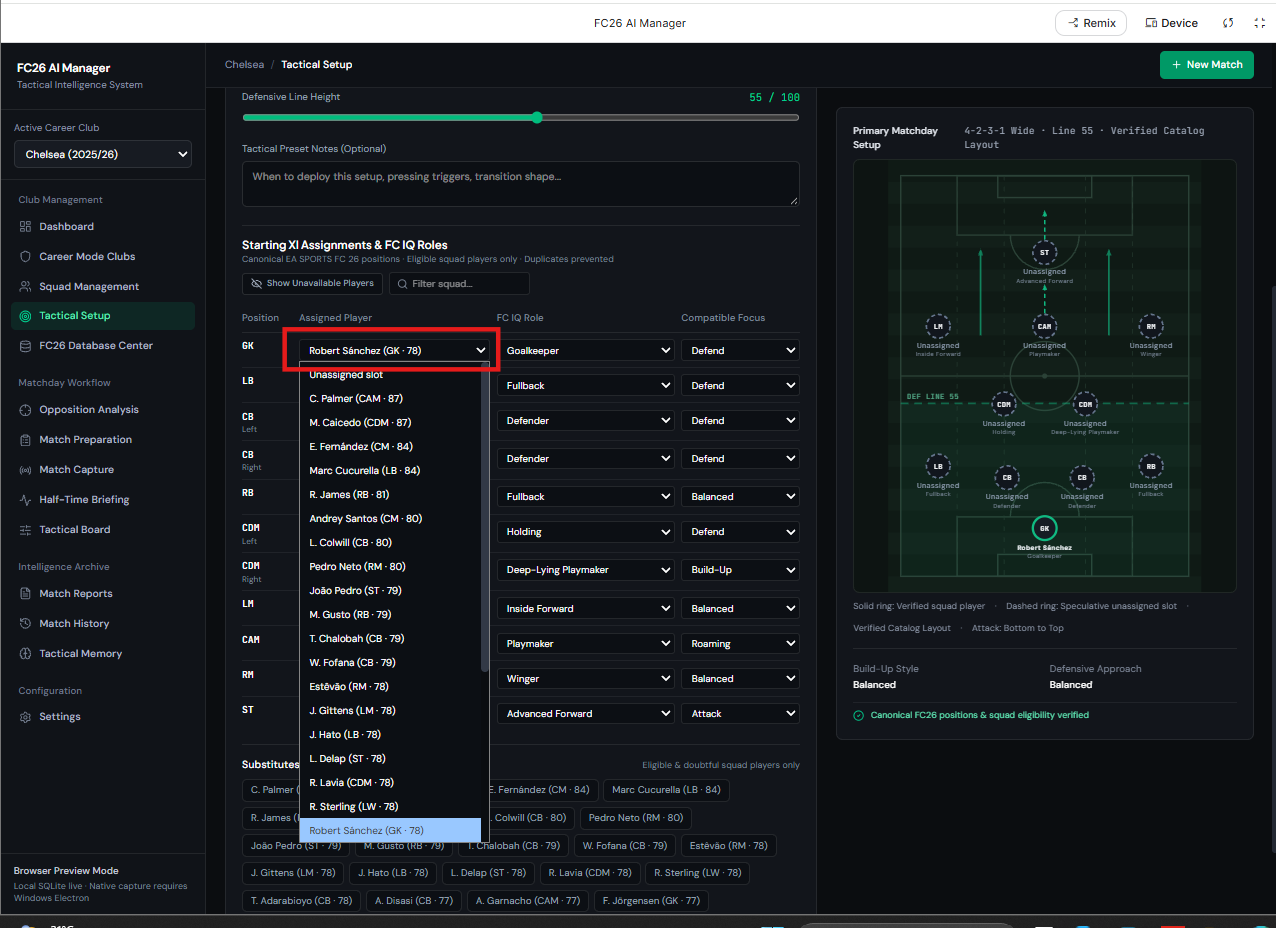 FC26 AI Manager
Remix
Device
FC26 AI Manager
Tactical Intelligence System
Active Career Club
Chelsea (2025/26)
Club Management
Dashboard
Career Mode Clubs
Squad Management
Tactical Setup
FC26 Database Center
Matchday Workflow
Opposition Analysis
Match Preparation
Match Capture
Half-Time Briefing
Tactical Board
Intelligence Archive
Match Reports
Match History
Tactical Memory
Configuration
Settings
Browser Preview Mode
Local SQLite live · Native capture requires
Windows Electron
Chelsea / Tactical Setup
+ New Match
Defensive Line Height
55 / 100
Tactical Preset Notes (Optional)
When to deploy this setup, pressing triggers, transition shape...
Starting XI Assignments & FC IQ Roles
Canonical EA SPORTS FC 26 positions · Eligible squad players only · Duplicates prevented
Show Unavailable Players
Filter squad...
Position Assigned Player FC IQ Role Compatible Focus
GK Robert Sánchez (GK · 78) Goalkeeper Defend
LB Fullback Defend
CB Defender Defend
Left
CB Defender Defend
Right
RB Fullback Balanced
CDM Holding Defend
Left
CDM Deep-Lying Playmaker Build-Up
Right
LM Inside Forward Balanced
CAM Playmaker Roaming
RM Winger Balanced
ST Advanced Forward Attack
Unassigned slot
C. Palmer (CAM · 87)
M. Caicedo (CDM · 87)
E. Fernández (CM · 84)
Marc Cucurella (LB · 84)
R. James (RB · 81)
Andrey Santos (CM · 80)
L. Colwill (CB · 80)
Pedro Neto (RM · 80)
João Pedro (ST · 79)
M. Gusto (RB · 79)
T. Chalobah (CB · 79)
W. Fofana (CB · 79)
Estêvão (RM · 78)
J. Gittens (LM · 78)
J. Hato (LB · 78)
L. Delap (ST · 78)
R. Lavia (CDM · 78)
R. Sterling (LW · 78)
Robert Sánchez (GK · 78)
Substitutes
Eligible & doubtful squad players only
C. Palmer ( E. Fernández (CM · 84) Marc Cucurella (LB · 84)
R. James (R . Colwill (CB · 80) Pedro Neto (RM · 80)
João Pedro (ST · 79) M. Gusto (RB · 79) T. Chalobah (CB · 79) W. Fofana (CB · 79) Estêvão (RM · 78)
J. Gittens (LM · 78) J. Hato (LB · 78) L. Delap (ST · 78) R. Lavia (CDM · 78) R. Sterling (LW · 78)
T. Adarabioyo (CB · 78) A. Disasi (CB · 77) A. Garnacho (CAM · 77) F. Jörgensen (GK · 77)
Primary Matchday
Setup
4-2-3-1 Wide · Line 55 · Verified Catalog
Layout
ST
Unassigned
Advanced Forward
LM CAM RM
Unassigned Unassigned Unassigned
Inside Forward Playmaker Winger
DEF LINE 55
CDM CDM
Unassigned Unassigned
Holding Deep-Lying Playmaker
LB CB CB RB
Unassigned Unassigned Unassigned Unassigned
Fullback Defender Defender Fullback
GK
Robert Sánchez
Goalkeeper
Solid ring: Verified squad player · Dashed ring: Speculative unassigned slot ·
Verified Catalog Layout · Attack: Bottom to Top
Build-Up Style Defensive Approach
Balanced Balanced
Canonical FC26 positions & squad eligibility verified